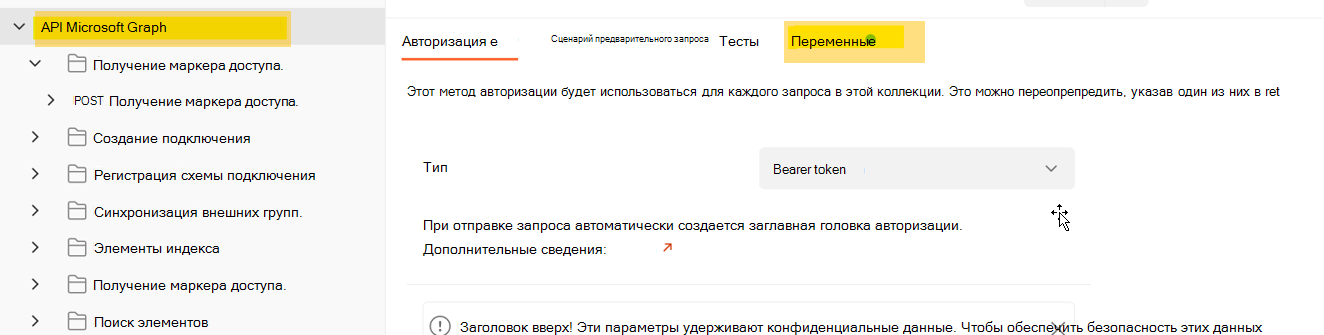 API Microsoft Graph
Получение маркера доступа.
POST Получение маркера доступа.
Создание подключения
Регистрация схемы подключения
Синхронизация внешних групп.
Элементы индекса
Получение маркера доступа.
Поиск элементов
Авторизация e
Сценарий предварительного запроса
Тесты
Переменные
Этот метод авторизации будет использоваться для каждого запроса в этой коллекции. Это можно переопрепредить, указав один из них в ret
Тип
Bearer token
При отправке запроса автоматически создается заглавная головка авторизации.
Дополнительные сведения:
Заголовок вверх! Эти параметры удерживают конфиденциальные данные. Чтобы обеспечить безопасность этих данных